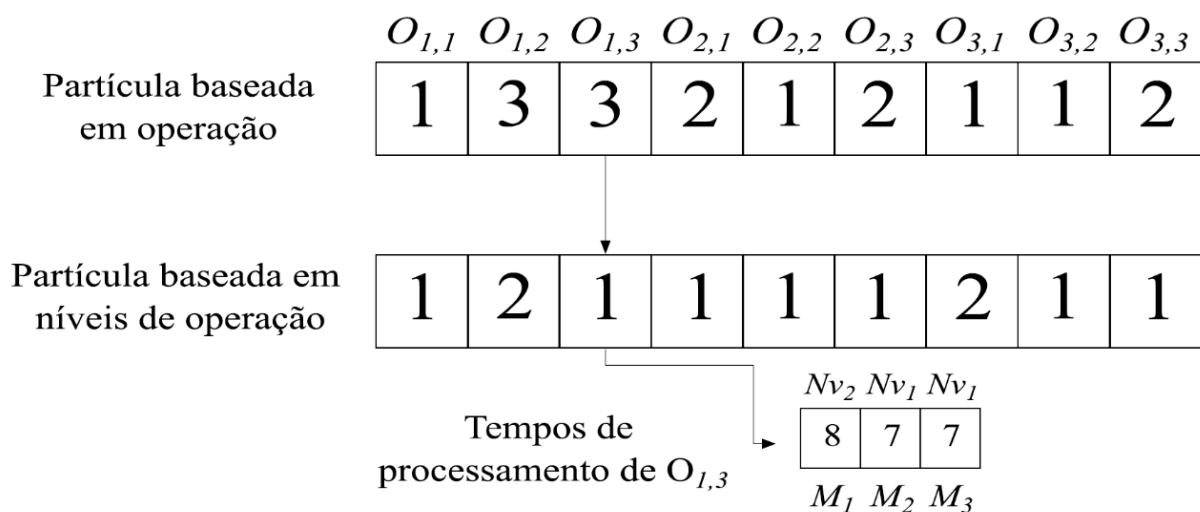 O1,1 O1,2 O1,3 O2,1 O2,2 O2,3 O3,1 O3,2 O3,3
Partícula baseada
em operação
1 3 3 2 1 2 1 1 2
Partícula baseada em
níveis de operação
1 2 1 1 1 1 2 1 1
Tempos de
processamento de O1,3
Nv2 Nv1 Nv1
8 7 7
M1 M2 M3